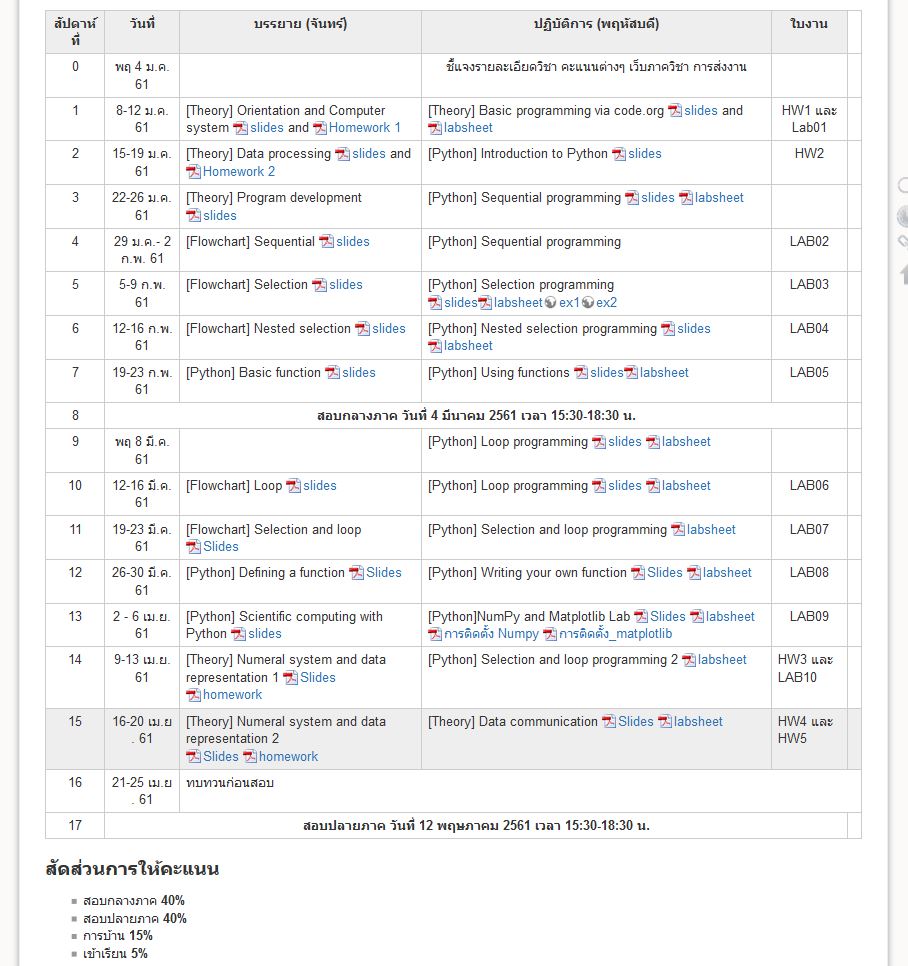 สัปดาห์ที่ วันที่ บรรยาย (จันทร์) ปฏิบัติการ (พฤหัสบดี) ใบงาน
0 พฤ 4 ม.ค. 61 ชี้แจงรายละเอียดวิชา คะแนนต่างๆ เว็บภาควิชา การส่งงาน
1 8-12 ม.ค. 61 [Theory] Orientation and Computer system slides and Homework 1 [Theory] Basic programming via code.org slides and labsheet HW1 และ Lab01
2 15-19 ม.ค. 61 [Theory] Data processing slides and Homework 2 [Python] Introduction to Python slides HW2
3 22-26 ม.ค. 61 [Theory] Program development slides [Python] Sequential programming slides labsheet
4 29 ม.ค.- 2 ก.พ. 61 [Flowchart] Sequential slides [Python] Sequential programming LAB02
5 5-9 ก.พ. 61 [Flowchart] Selection slides [Python] Selection programming slides labsheet ex1 ex2 LAB03
6 12-16 ก.พ. 61 [Flowchart] Nested selection slides [Python] Nested selection programming slides labsheet LAB04
7 19-23 ก.พ. 61 [Python] Basic function slides [Python] Using functions slides labsheet LAB05
8 สอบกลางภาค วันที่ 4 มีนาคม 2561 เวลา 15:30-18:30 น.
9 พฤ 8 มี.ค. 61 [Python] Loop programming slides labsheet
10 12-16 มี.ค. 61 [Flowchart] Loop slides [Python] Loop programming slides labsheet LAB06
11 19-23 มี.ค. 61 [Flowchart] Selection and loop Slides [Python] Selection and loop programming labsheet LAB07
12 26-30 มี.ค. 61 [Python] Defining a function Slides [Python] Writing your own function Slides labsheet LAB08
13 2 - 6 เม.ย. 61 [Python] Scientific computing with Python slides [Python]NumPy and Matplotlib Lab Slides labsheet การติดตั้ง Numpy การติดตั้ง_matplotlib LAB09
14 9-13 เม.ย. 61 [Theory] Numeral system and data representation 1 Slides homework [Python] Selection and loop programming 2 labsheet HW3 และ LAB10
15 16-20 เม.ย. 61 [Theory] Numeral system and data representation 2 Slides homework [Theory] Data communication Slides labsheet HW4 และ HW5
16 21-25 เม.ย. 61 ทบทวนก่อนสอบ
17 สอบปลายภาค วันที่ 12 พฤษภาคม 2561 เวลา 15:30-18:30 น.
สัดส่วนการให้คะแนน
สอบกลางภาค 40%
สอบปลายภาค 40%
การบ้าน 15%
เข้าเรียน 5%